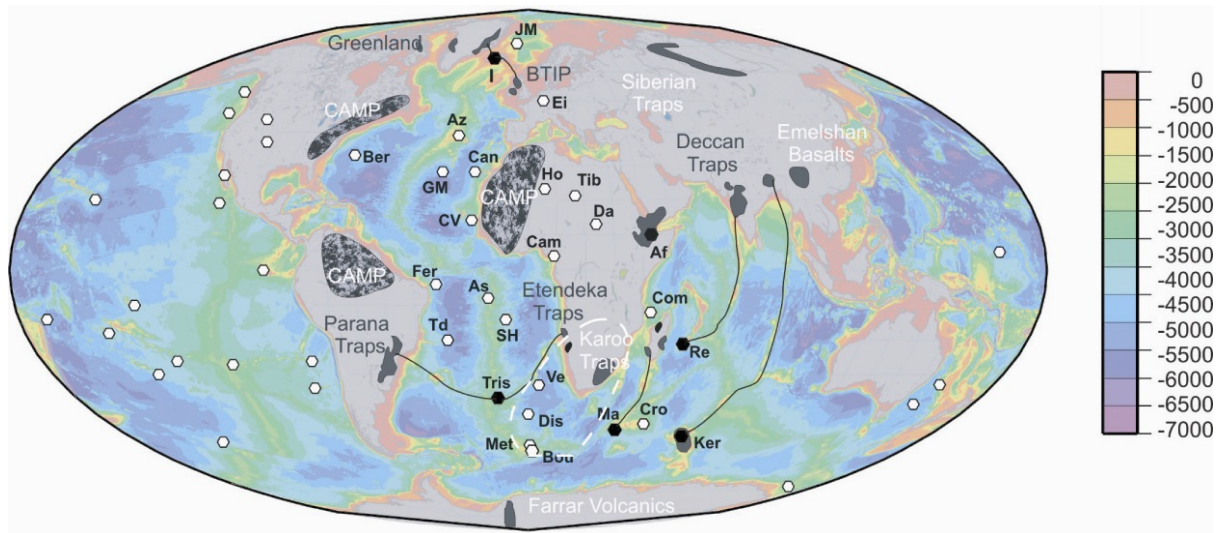 JM
Greenland
I
BTIP
Siberian
Traps
Ei
CAMP
Az
Deccan
Traps
Emelshan
Basalts
Ber
Can
GM
CAMP
Ho
Tib
CV
Da
Cam
Af
CAMP
Fer
As
Etendeka
Traps
Com
Parana
Traps
Td
SH
Karoo
Traps
Re
Tris
Ve
Dis
Ma
Cro
Met
Bou
Ker
Farrar Volcanics
0
-500
-1000
-1500
-2000
-2500
-3000
-3500
-4000
-4500
-5000
-5500
-6000
-6500
-7000